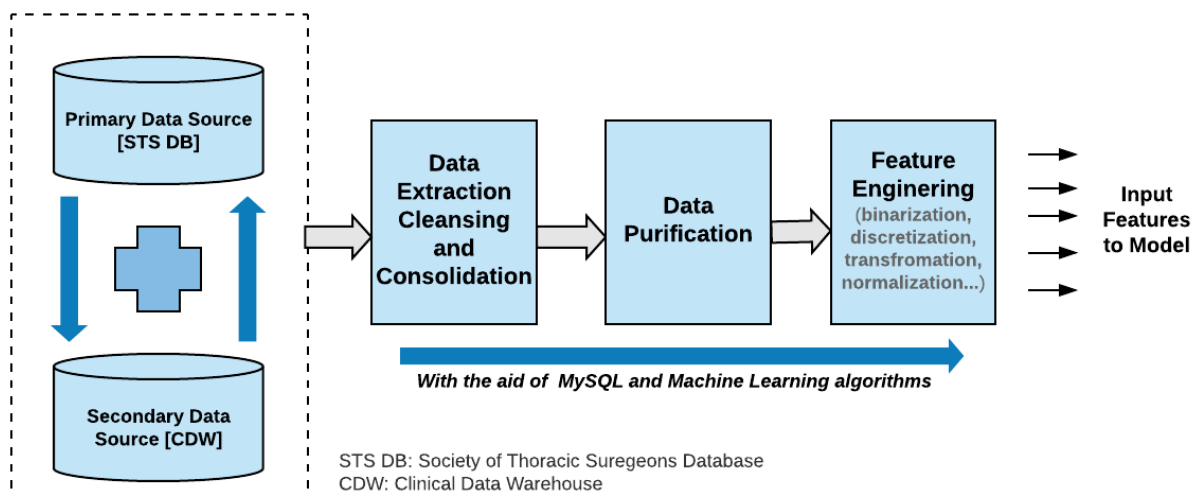 Primary Data Source
[STS DB]
Secondary Data
Source [CDW]
Data
Extraction
Cleansing
and
Consolidation
Data
Purification
Feature
Enginering
(binarization,
discretization,
transfromation,
normalization...)
Input
Features
to Model
With the aid of MySQL and Machine Learning algorithms
STS DB: Society of Thoracic Suregeons Database
CDW: Clinical Data Warehouse